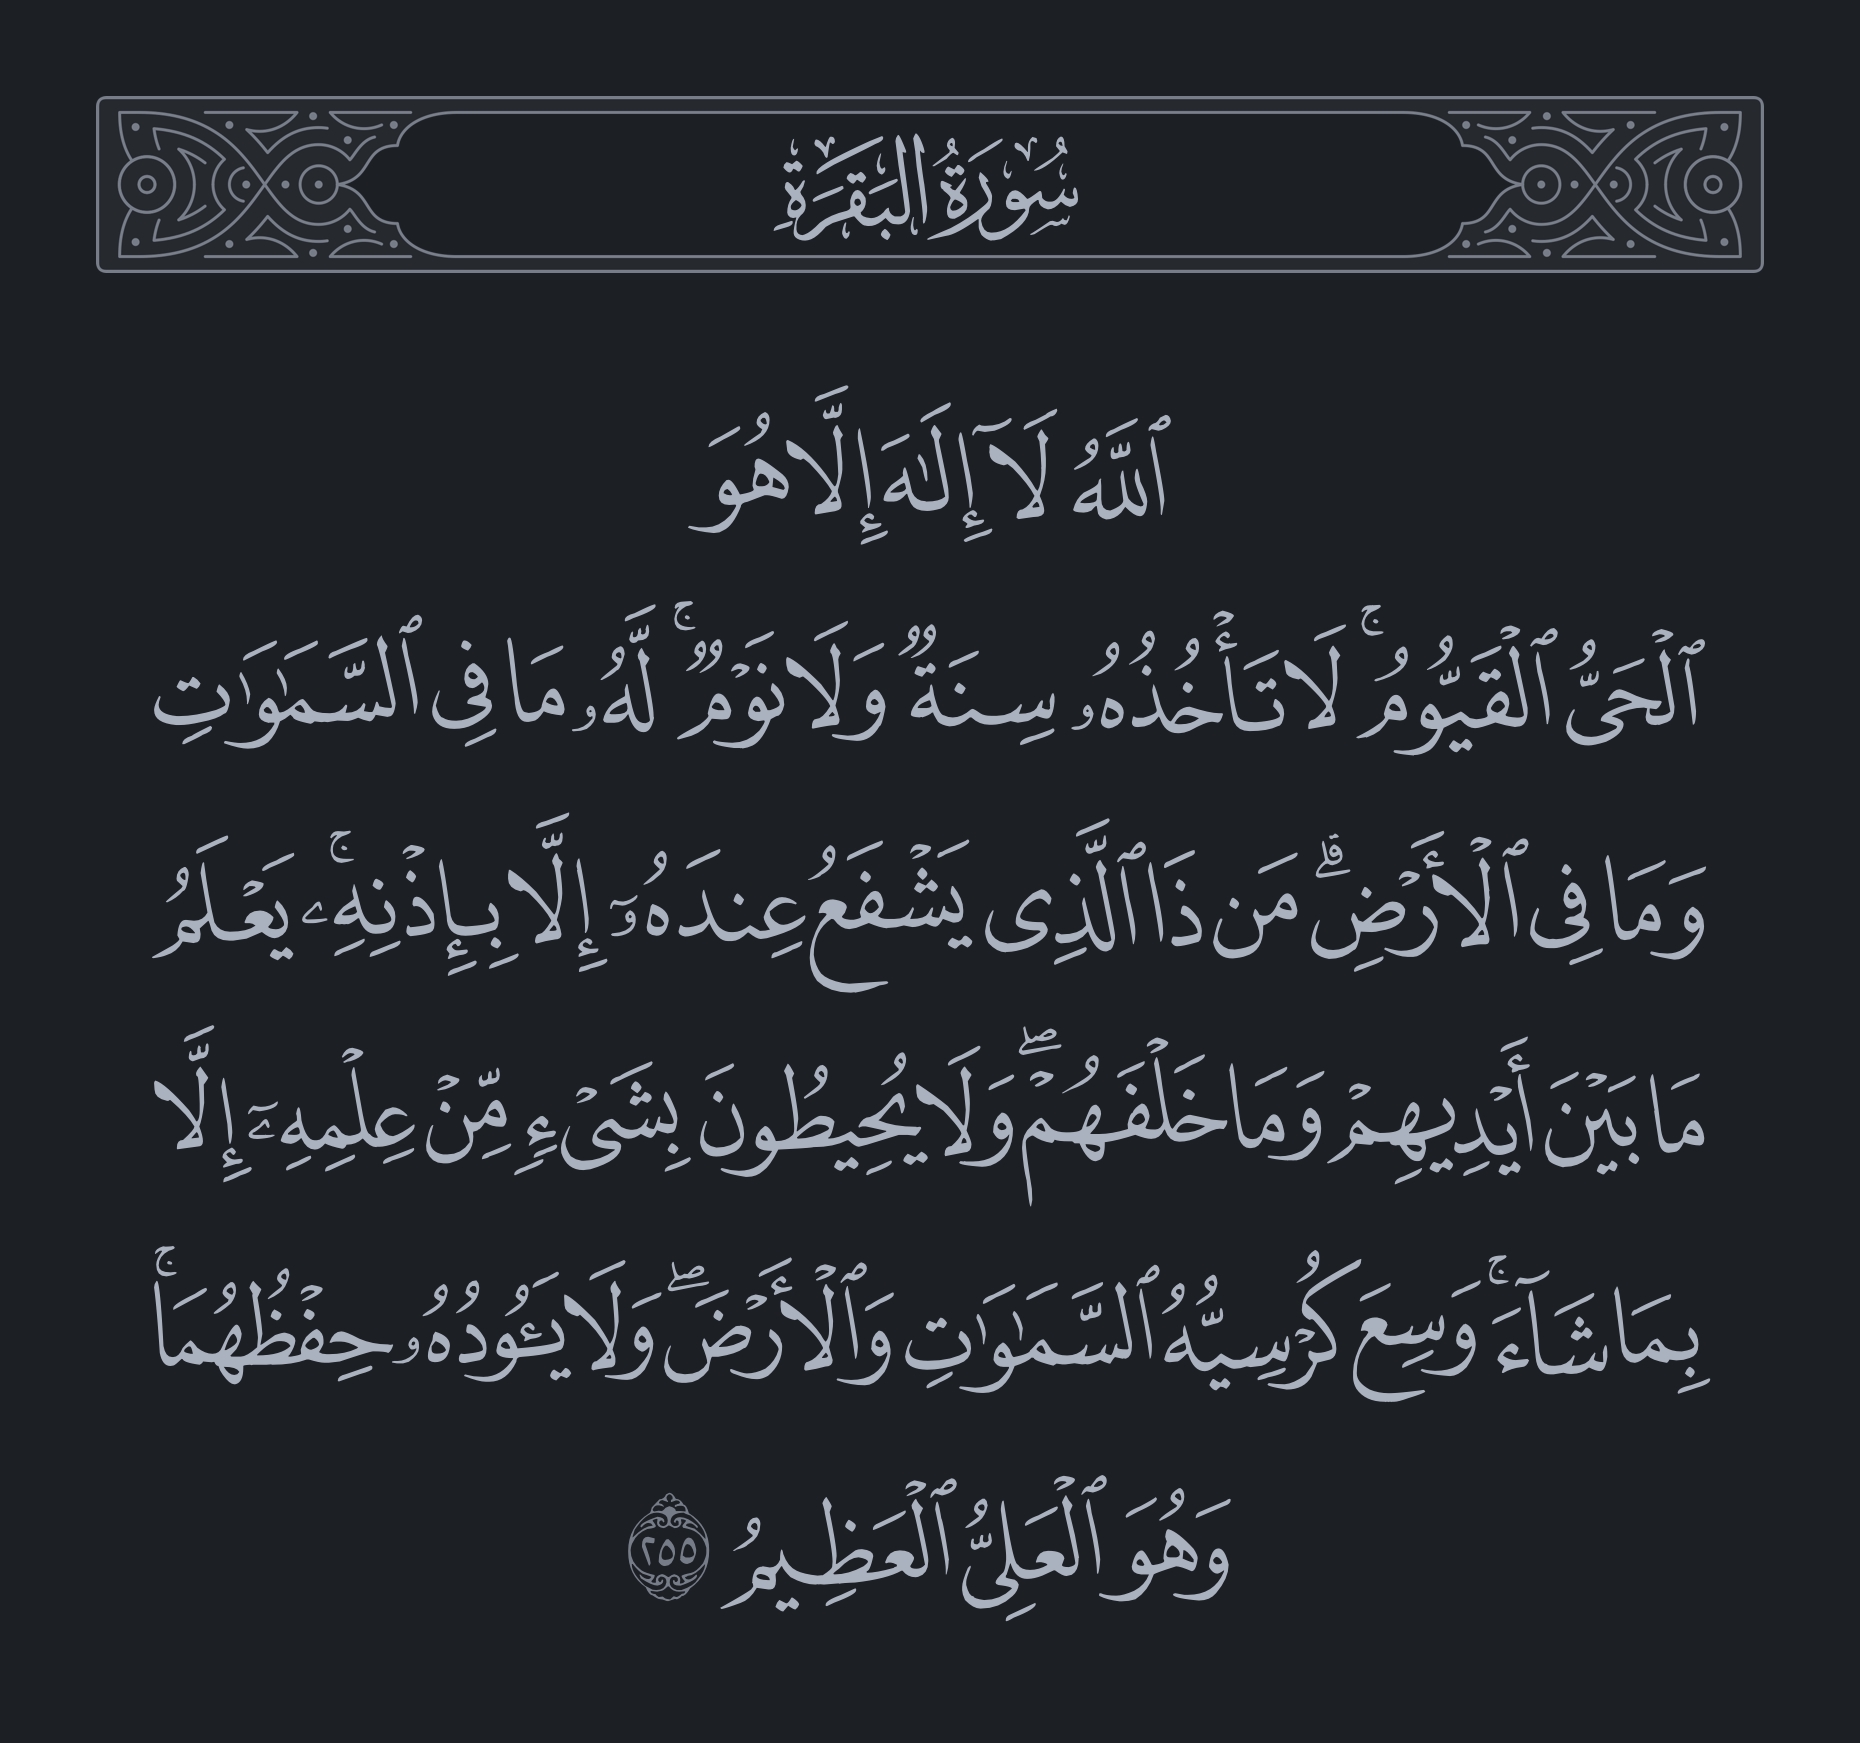 سُورَةُ الْبَقَرَةِ
ٱللَّهُ لَآ إِلَـٰهَ إِلَّا هُوَ
ٱلْحَىُّ ٱلْقَيُّومُ ۚ لَا تَأْخُذُهُۥ سِنَةٌ وَلَا نَوْمٌ ۚ لَّهُۥ مَا فِى ٱلسَّمَـٰوَٰتِ
وَمَا فِى ٱلْأَرْضِ ۗ مَن ذَا ٱلَّذِى يَشْفَعُ عِندَهُۥٓ إِلَّا بِإِذْنِهِۦ ۚ يَعْلَمُ
مَا بَيْنَ أَيْدِيهِمْ وَمَا خَلْفَهُمْ ۖ وَلَا يُحِيطُونَ بِشَىْءٍ مِّنْ عِلْمِهِۦٓ إِلَّا
بِمَا شَآءَ ۚ وَسِعَ كُرْسِيُّهُ ٱلسَّمَـٰوَٰتِ وَٱلْأَرْضَ ۖ وَلَا يَـُٔودُهُۥ حِفْظُهُمَا ۚ
وَهُوَ ٱلْعَلِىُّ ٱلْعَظِيمُ ٢٥٥